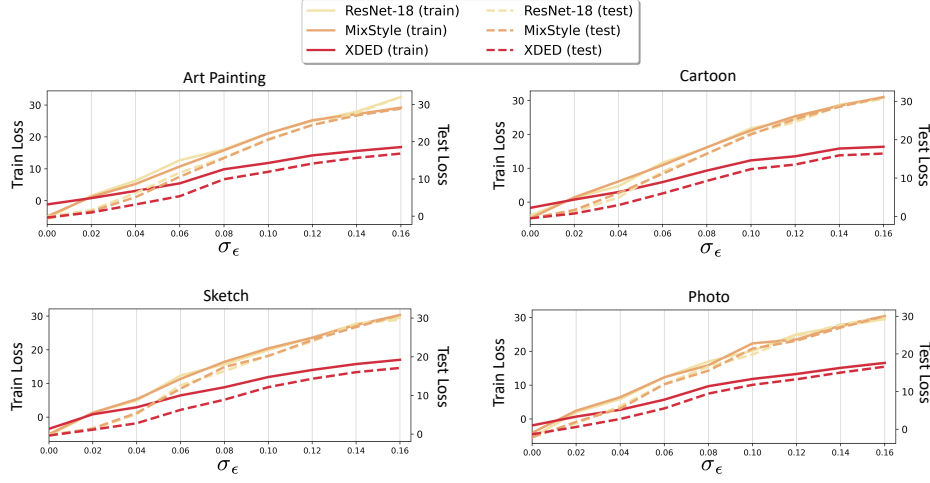 ResNet-18 (train) ResNet-18 (test)
MixStyle (train) MixStyle (test)
XDED (train) XDED (test)
Art Painting
Train Loss
30
20
10
0
Test Loss
30
20
10
0
0.00 0.02 0.04 0.06 0.08 0.10 0.12 0.14 0.16
σϵ
Cartoon
Train Loss
30
20
10
0
Test Loss
30
20
10
0
0.00 0.02 0.04 0.06 0.08 0.10 0.12 0.14 0.16
σϵ
Sketch
Train Loss
30
20
10
0
Test Loss
30
20
10
0
0.00 0.02 0.04 0.06 0.08 0.10 0.12 0.14 0.16
σϵ
Photo
Train Loss
30
20
10
0
Test Loss
30
20
10
0
0.00 0.02 0.04 0.06 0.08 0.10 0.12 0.14 0.16
σϵ